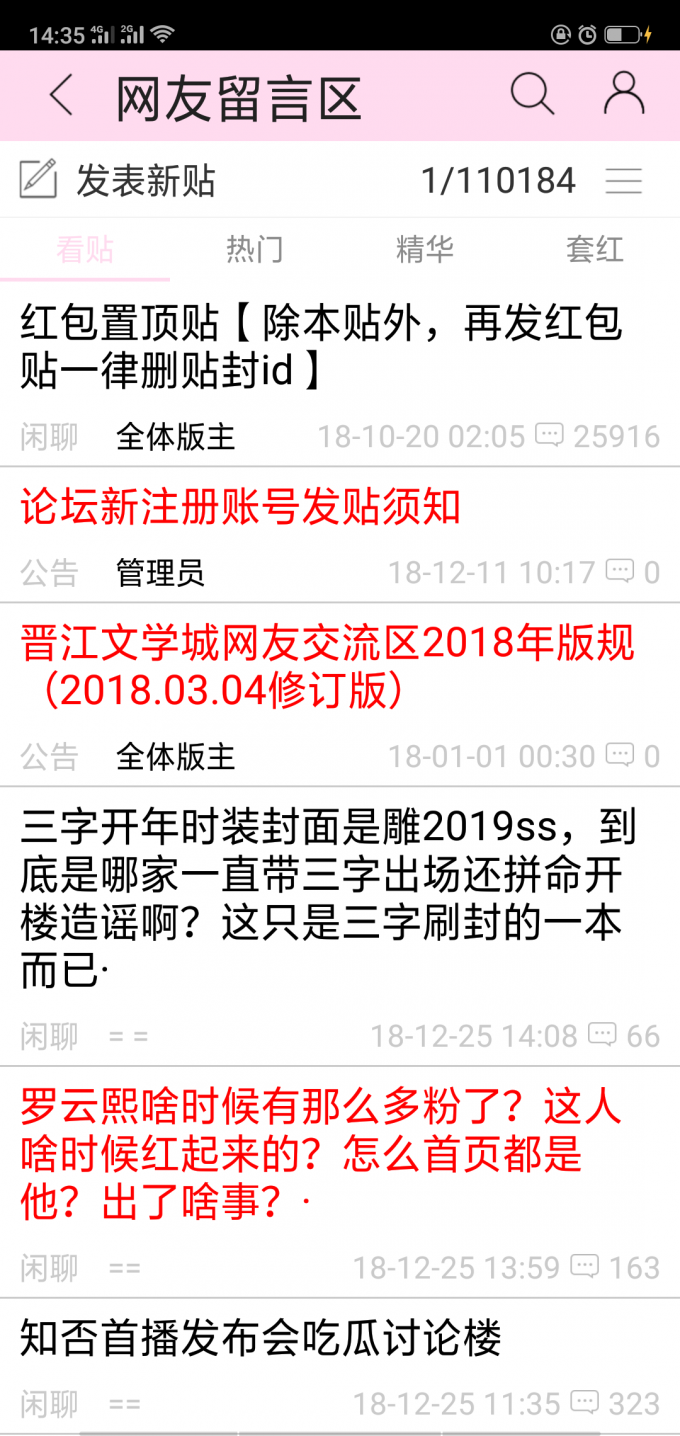 14:35 4G 2G
网友留言区
发表新贴 1/110184
看贴 热门 精华 套红
红包置顶贴【除本贴外，再发红包
贴一律删贴封id】
闲聊 全体版主 18-10-20 02:05 25916
论坛新注册账号发贴须知
公告 管理员 18-12-11 10:17 0
晋江文学城网友交流区2018年版规
（2018.03.04修订版）
公告 全体版主 18-01-01 00:30 0
三字开年时装封面是雕2019ss，到
底是哪家一直带三字出场还拼命开
楼造谣啊？这只是三字刷封的一本
而已·
闲聊 = = 18-12-25 14:08 66
罗云熙啥时候有那么多粉了？这人
啥时候红起来的？怎么首页都是
他？出了啥事？·
闲聊 == 18-12-25 13:59 163
知否首播发布会吃瓜讨论楼
闲聊 == 18-12-25 11:35 323